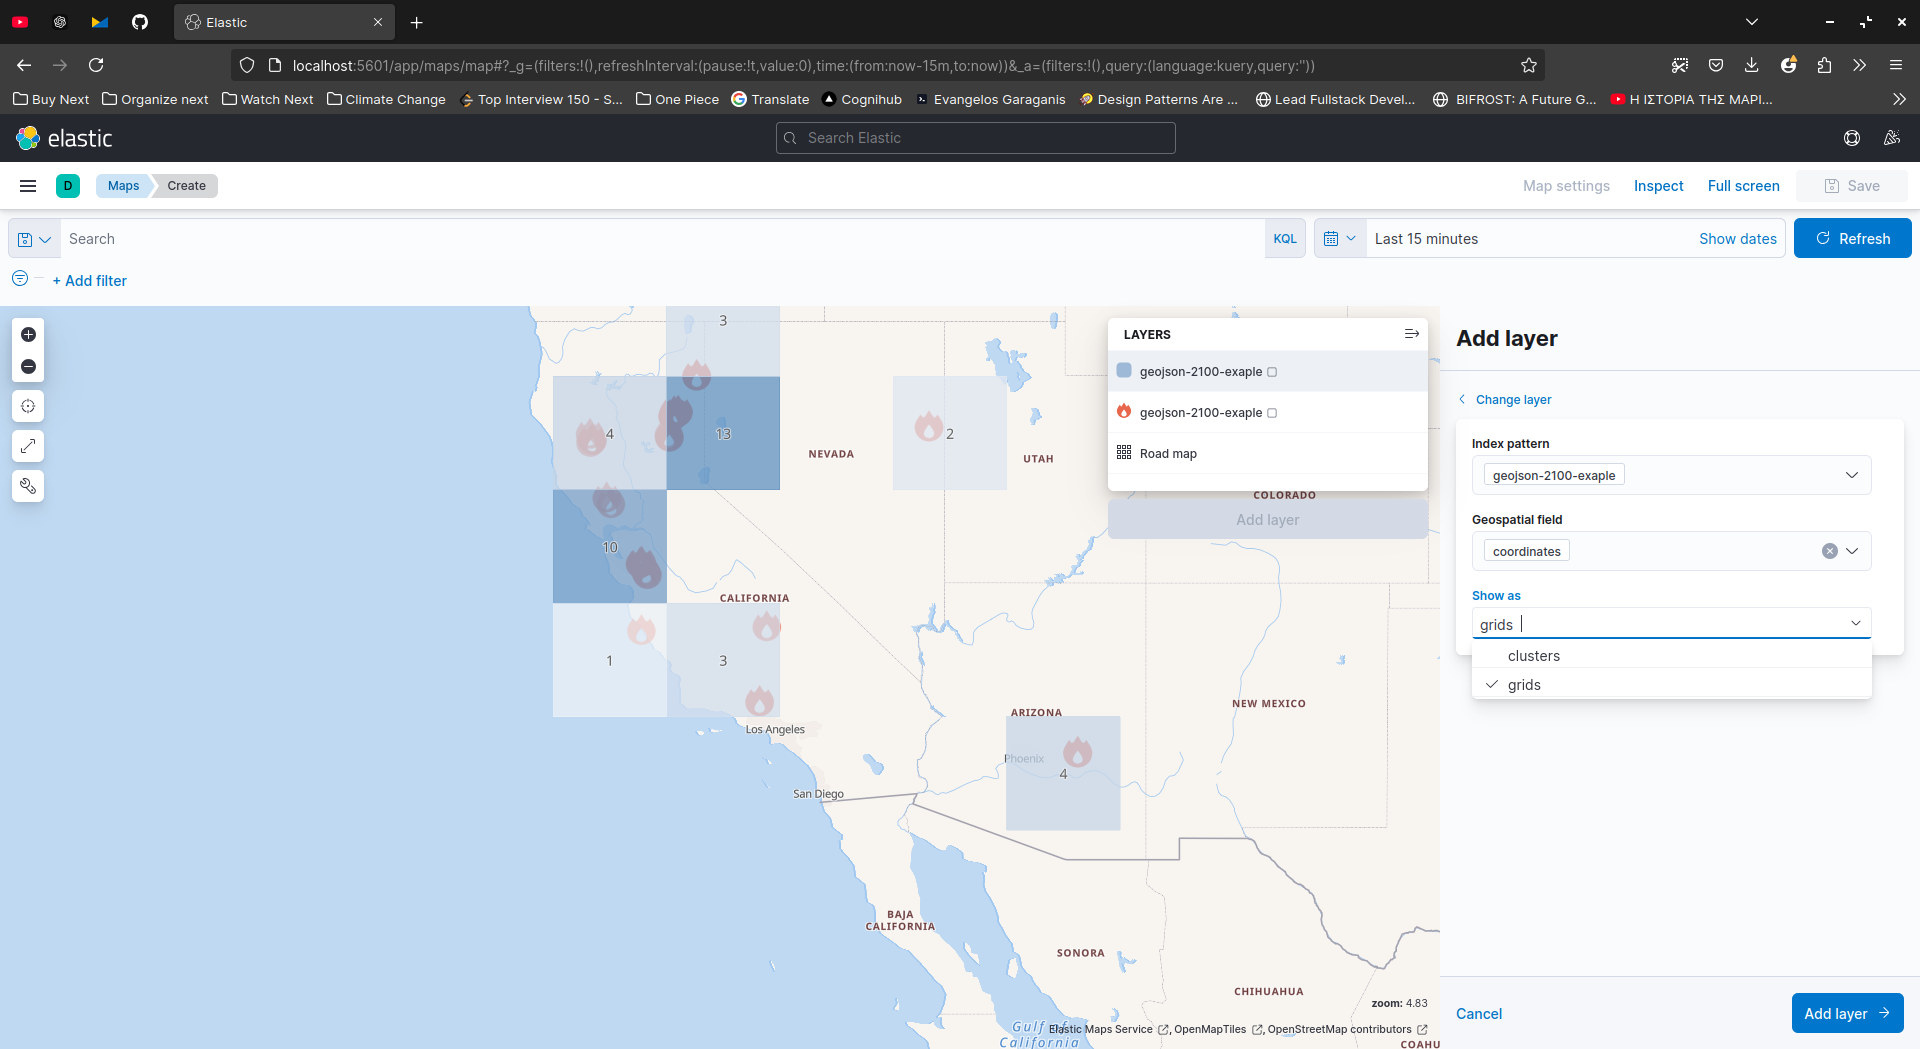 Elastic
localhost:5601/app/maps/map#?_g=(filters:!(),refreshInterval:(pause:!t,value:0),time:(from:now-15m,to:now))&_a=(filters:!(),query:(language:kuery,query:''))
Buy Next Organize next Watch Next Climate Change Top Interview 150 - S... One Piece Translate Cognihub Evangelos Garaganis Design Patterns Are ... Lead Fullstack Devel... BIFROST: A Future G... Η ΙΣΤΟΡΙΑ ΤΗΣ ΜΑΡΙ...
elastic
Search Elastic
D Maps Create
Map settings Inspect Full screen Save
Search
KQL
Last 15 minutes
Show dates
Refresh
+ Add filter
3
4
13
2
10
1
3
4
NEVADA
UTAH
COLORADO
CALIFORNIA
ARIZONA
NEW MEXICO
Los Angeles
Phoenix
San Diego
BAJA
CALIFORNIA
SONORA
CHIHUAHUA
Gulf of
California
COAHU
LAYERS
geojson-2100-exaple
geojson-2100-exaple
Road map
Add layer
zoom: 4.83
Elastic Maps Service , OpenMapTiles , OpenStreetMap contributors
Add layer
Change layer
Index pattern
geojson-2100-exaple
Geospatial field
coordinates
Show as
grids
clusters
grids
Cancel
Add layer